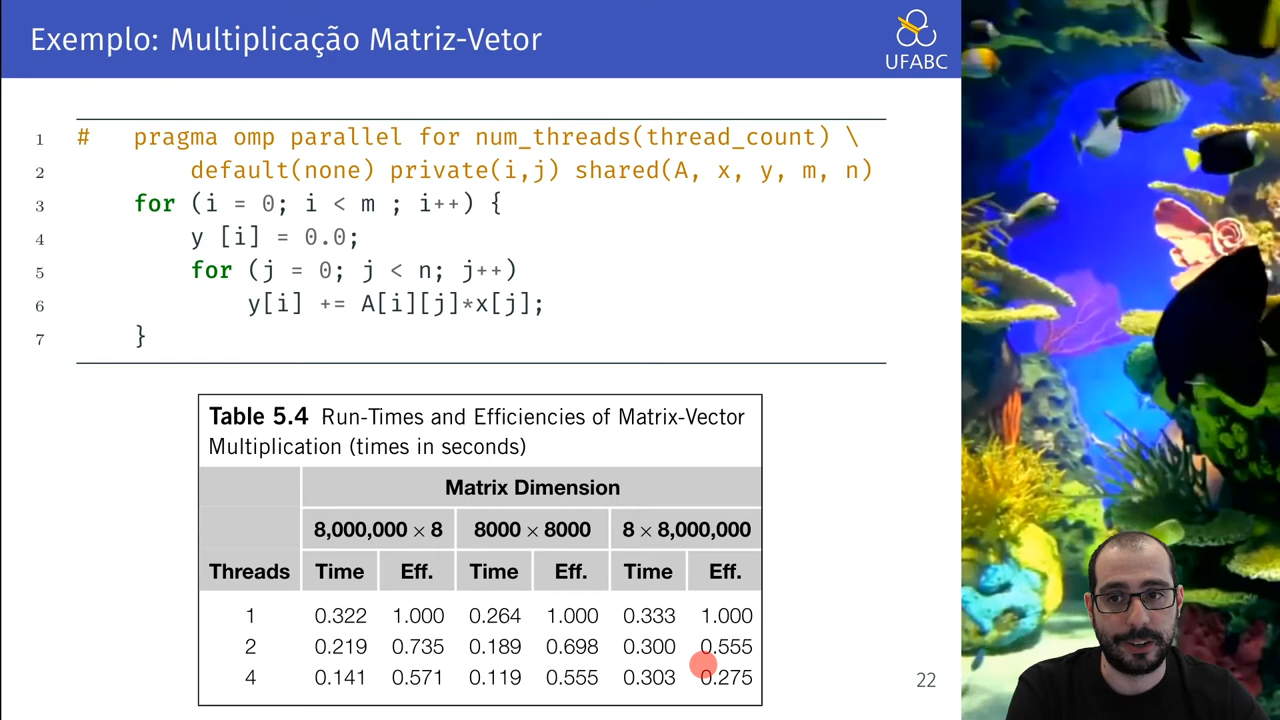 Exemplo: Multiplicação Matriz-Vetor
UFABC
1 # pragma omp parallel for num_threads(thread_count) \
2 default(none) private(i,j) shared(A, x, y, m, n)
3 for (i = 0; i < m ; i++) {
4 y [i] = 0.0;
5 for (j = 0; j < n; j++)
6 y[i] += A[i][j]*x[j];
7 }
Table 5.4 Run-Times and Efficiencies of Matrix-Vector
Multiplication (times in seconds)
Matrix Dimension
8,000,000 × 8 8000 × 8000 8 × 8,000,000
Threads Time Eff. Time Eff. Time Eff.
1 0.322 1.000 0.264 1.000 0.333 1.000
2 0.219 0.735 0.189 0.698 0.300 0.555
4 0.141 0.571 0.119 0.555 0.303 0.275
22